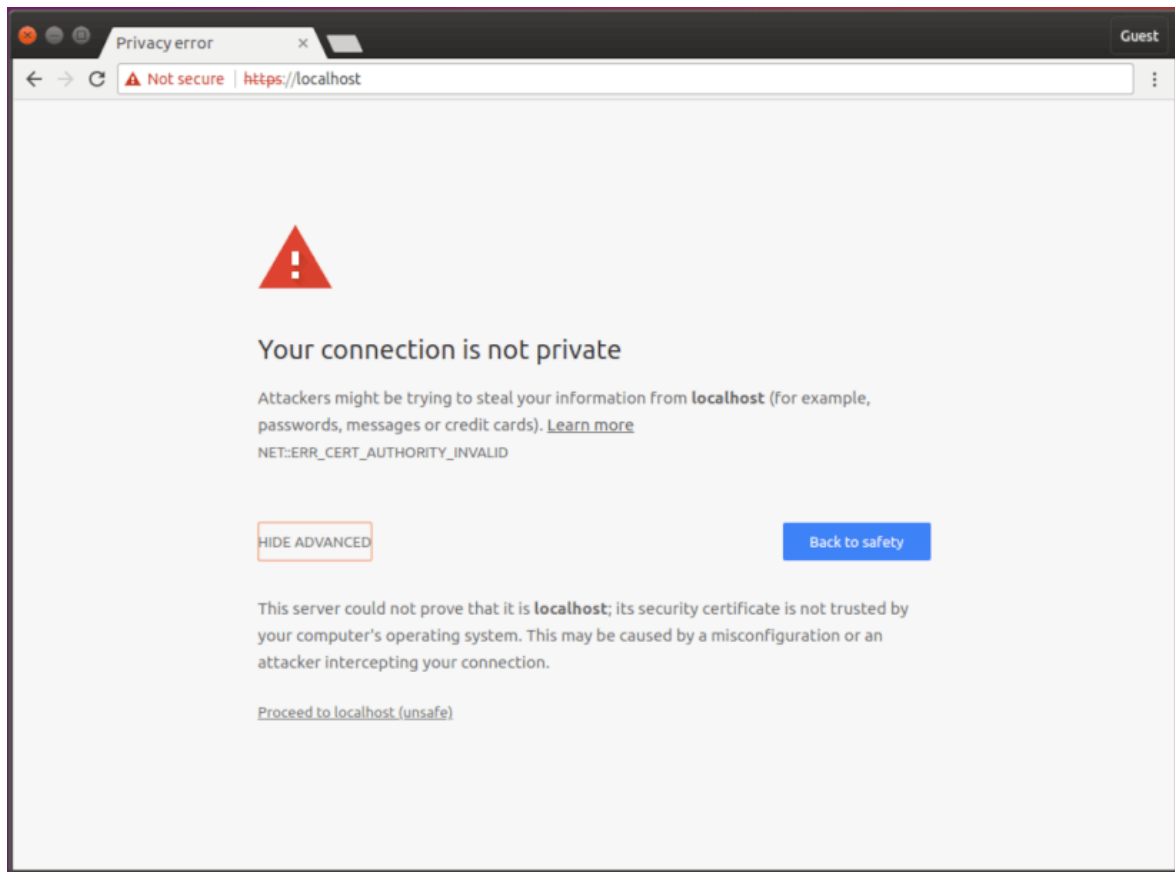 Privacy error
Guest
Not secure https://localhost
Your connection is not private
Attackers might be trying to steal your information from localhost (for example,
passwords, messages or credit cards). Learn more
NET::ERR_CERT_AUTHORITY_INVALID
HIDE ADVANCED
Back to safety
This server could not prove that it is localhost; its security certificate is not trusted by
your computer's operating system. This may be caused by a misconfiguration or an
attacker intercepting your connection.
Proceed to localhost (unsafe)